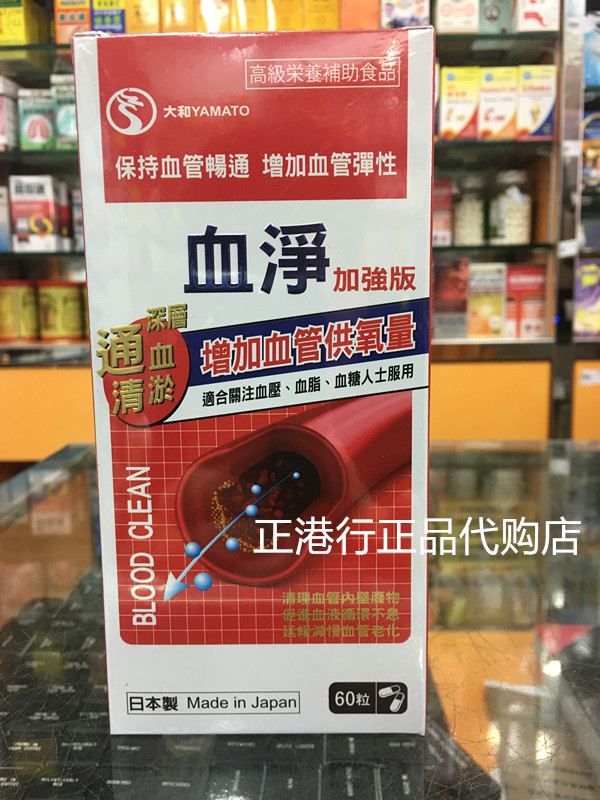 高級栄養補助食品
大和YAMATO
保持血管暢通 增加血管彈性
血淨 加強版
深層
通血
清淤
增加血管供氧量
適合關注血壓、血脂、血糖人士服用
BLOOD CLEAN
正港行正品代购店
清理血管內壁廢物
促進血液循環不息
延緩減慢血管老化
日本製 Made in Japan
60粒